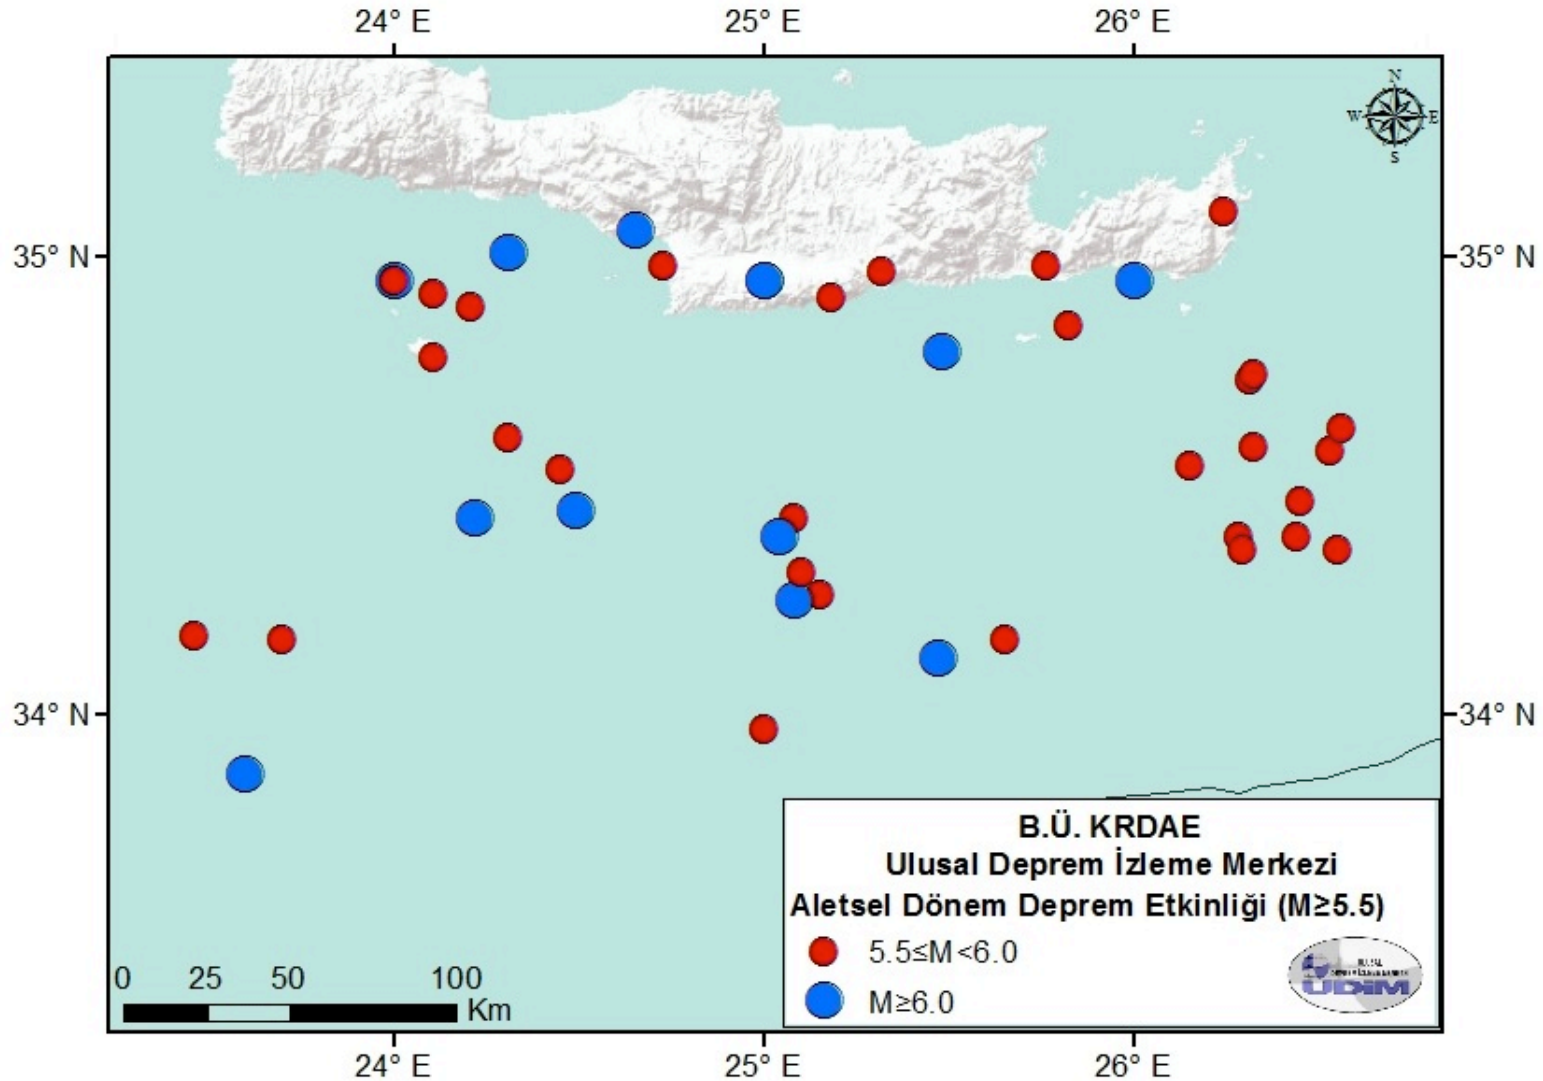 24° E 25° E 26° E
N
W E
S
35° N 35° N
34° N 34° N
B.Ü. KRDAE
Ulusal Deprem İzleme Merkezi
Aletsel Dönem Deprem Etkinliği (M≥5.5)
5.5≤M<6.0
M≥6.0
UDİM
0 25 50 100
Km
24° E 25° E 26° E